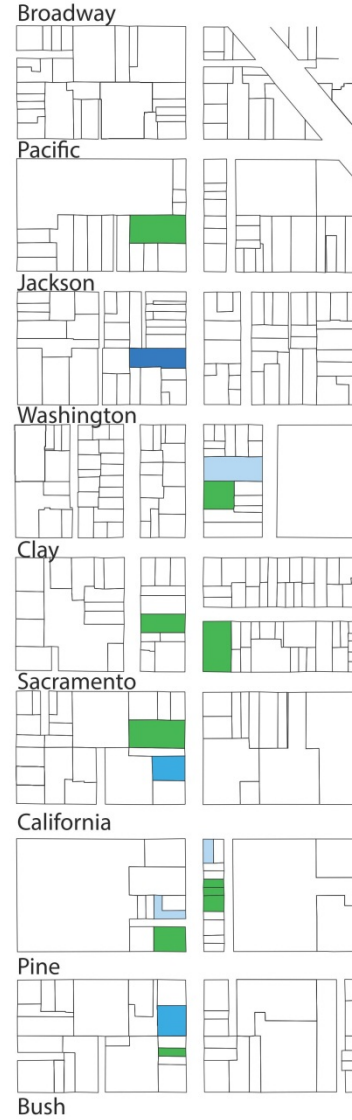 Broadway
Pacific
Jackson
Washington
Clay
Sacramento
California
Pine
Bush